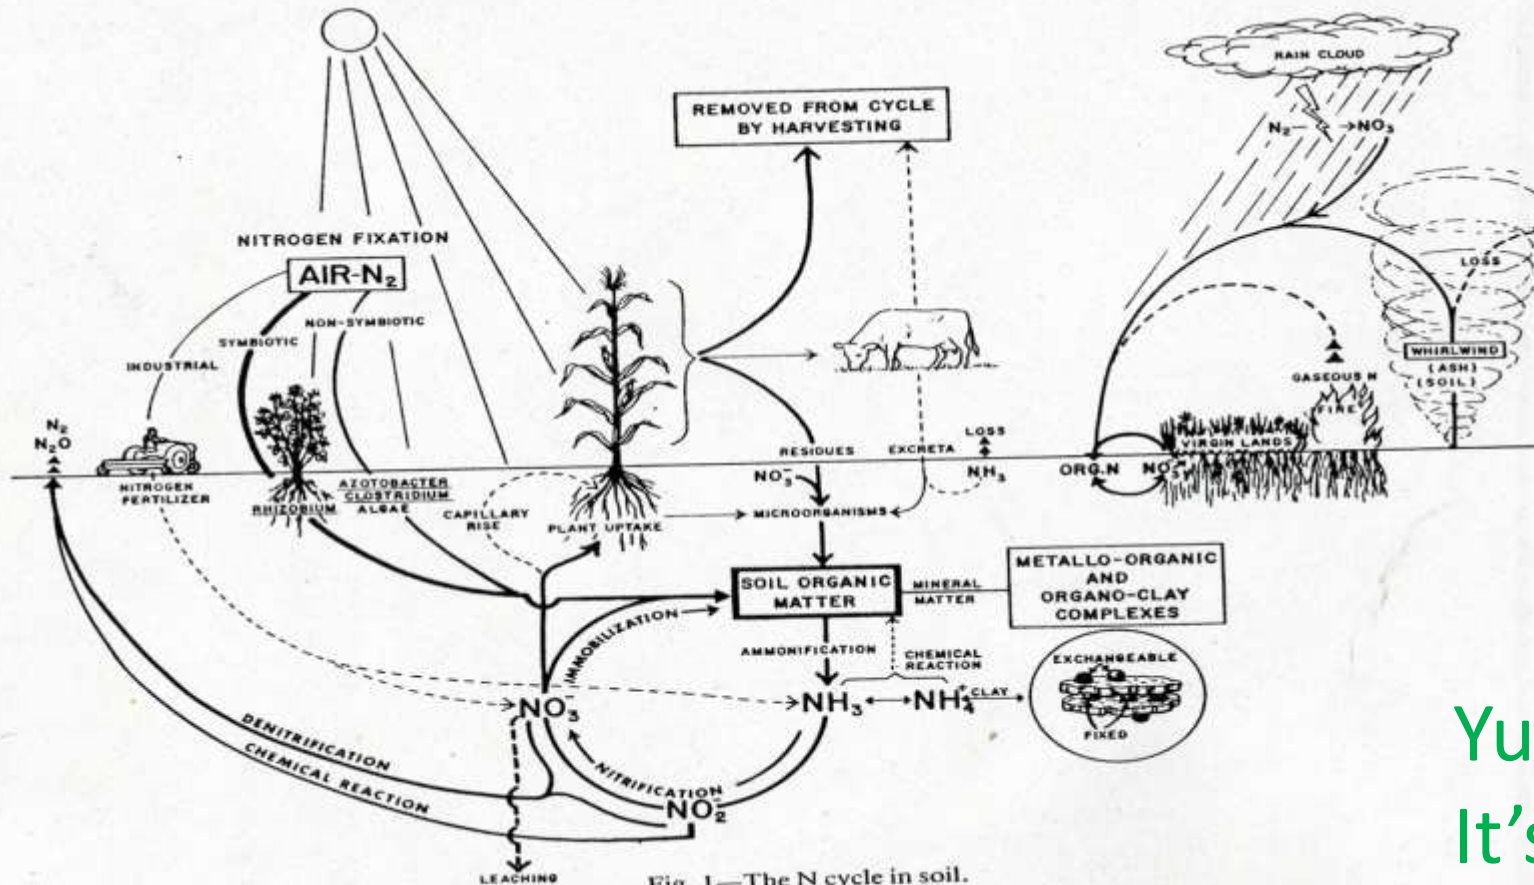 RAIN CLOUD
N₂ → NO₃
REMOVED FROM CYCLE
BY HARVESTING
NITROGEN FIXATION
AIR-N₂
NON-SYMBIOTIC
SYMBIOTIC
INDUSTRIAL
LOSS
WHIRLWIND
(ASH)
(SOIL)
GASEOUS N
FIRE
N₂
N₂O
RESIDUES
EXCRETA
LOSS
NH₃
VIRGIN LANDS
ORG.N
NO₃⁻
NITROGEN
FERTILIZER
RHIZOBIUM
AZOTOBACTER
CLOSTRIDIUM
ALGAE
CAPILLARY
RISE
PLANT UPTAKE
NO₃⁻
MICROORGANISMS
SOIL ORGANIC
MATTER
MINERAL
MATTER
METALLO-ORGANIC
AND
ORGANO-CLAY
COMPLEXES
IMMOBILIZATION
AMMONIFICATION
CHEMICAL
REACTION
EXCHANGEABLE
FIXED
NO₃⁻
NH₃
NH₄⁺
CLAY
DENITRIFICATION
CHEMICAL REACTION
NITRIFICATION
NO₂⁻
LEACHING
Fig. 1—The N cycle in soil.
Yu
It’s